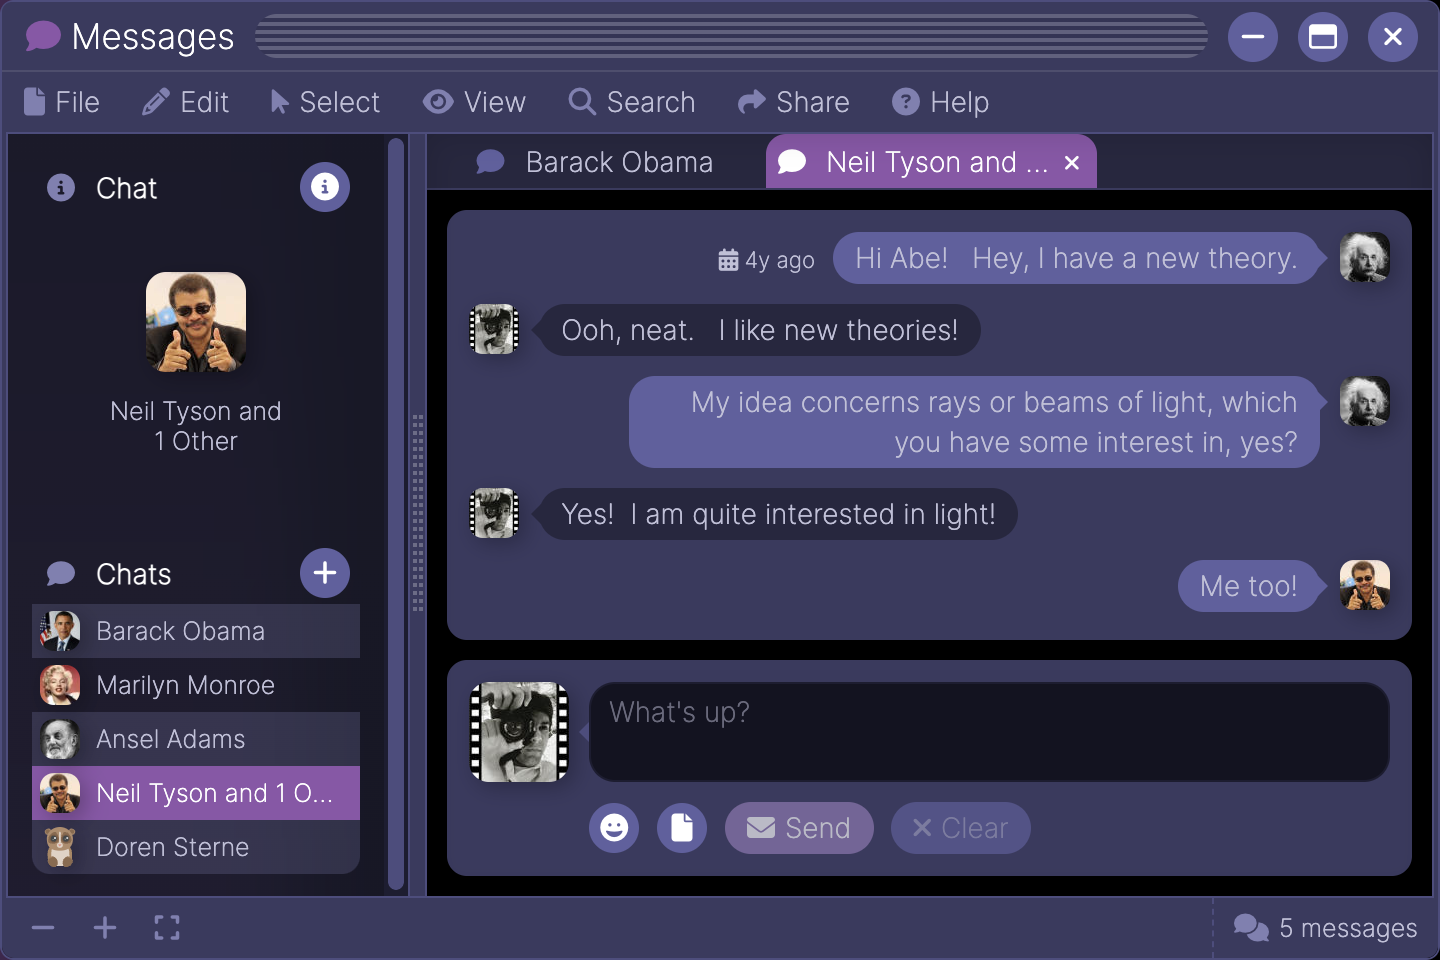 Messages
File Edit Select View Search Share Help
Chat
Neil Tyson and
1 Other
Chats
Barack Obama
Marilyn Monroe
Ansel Adams
Neil Tyson and 1 O...
Doren Sterne
Barack Obama
Neil Tyson and ...
4y ago
Hi Abe!   Hey, I have a new theory.
Ooh, neat.   I like new theories!
My idea concerns rays or beams of light, which
you have some interest in, yes?
Yes!  I am quite interested in light!
Me too!
What's up?
Send
Clear
5 messages